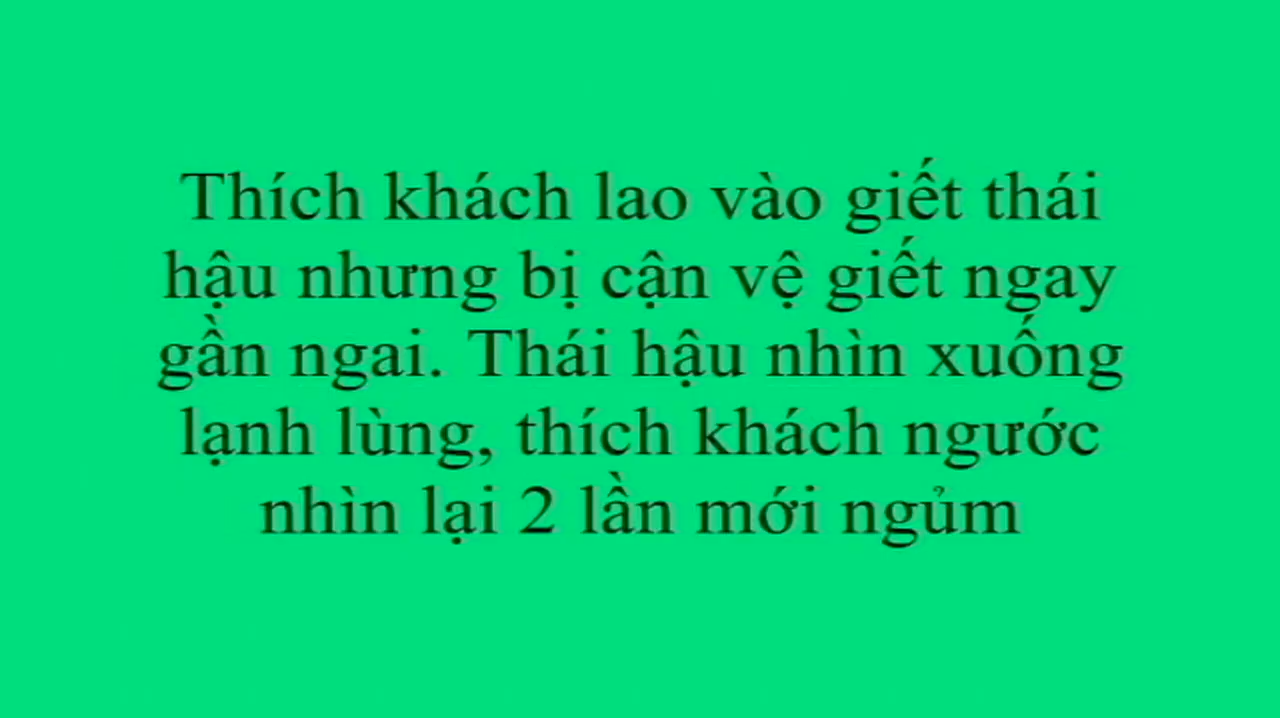 Thích khách lao vào giết thái
hậu nhưng bị cận vệ giết ngay
gần ngai. Thái hậu nhìn xuống
lạnh lùng, thích khách ngước
nhìn lại 2 lần mới ngủm